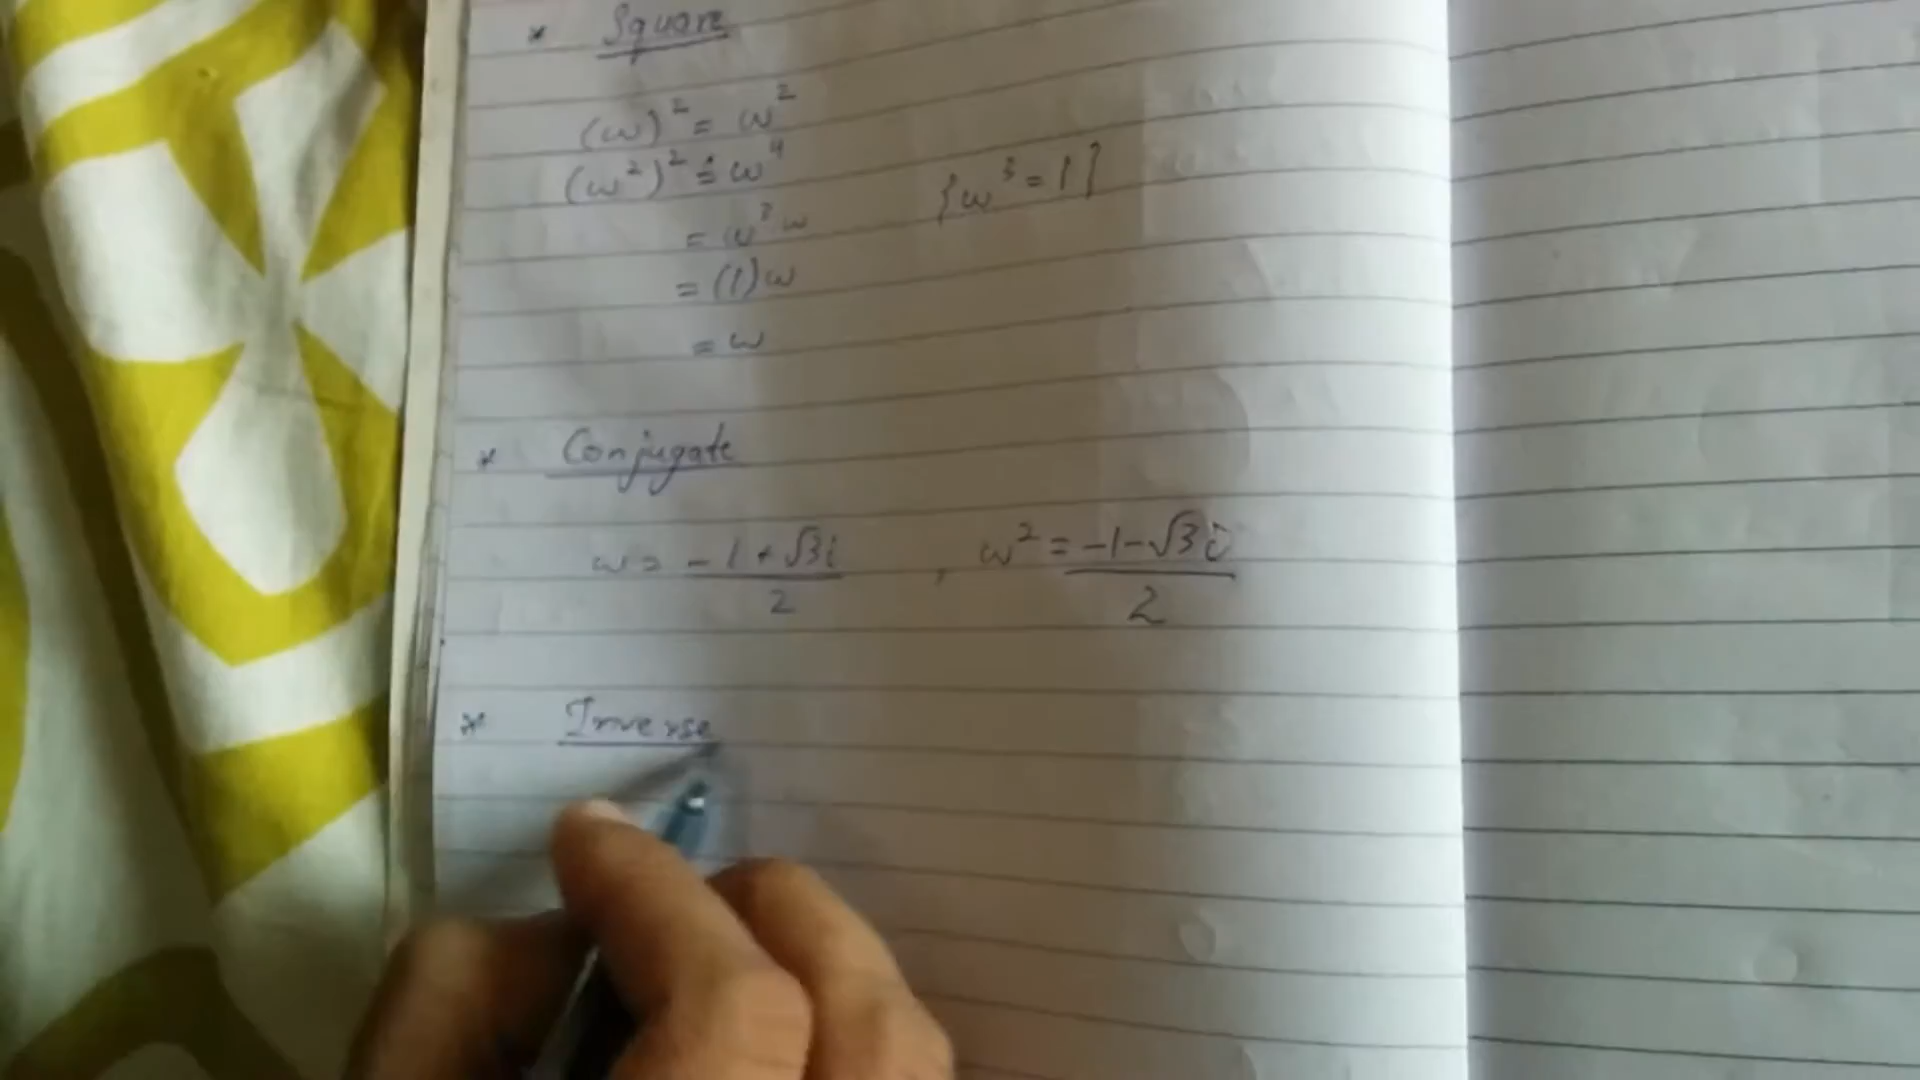 * Square
(ω)² = ω²
(ω²)² = ω⁴
{ω³ = 1}
= ω³ω
= (1)ω
= ω
* Conjugate
ω = (-1+√3i)/2 , ω² = (-1-√3i)/2
* Inverse